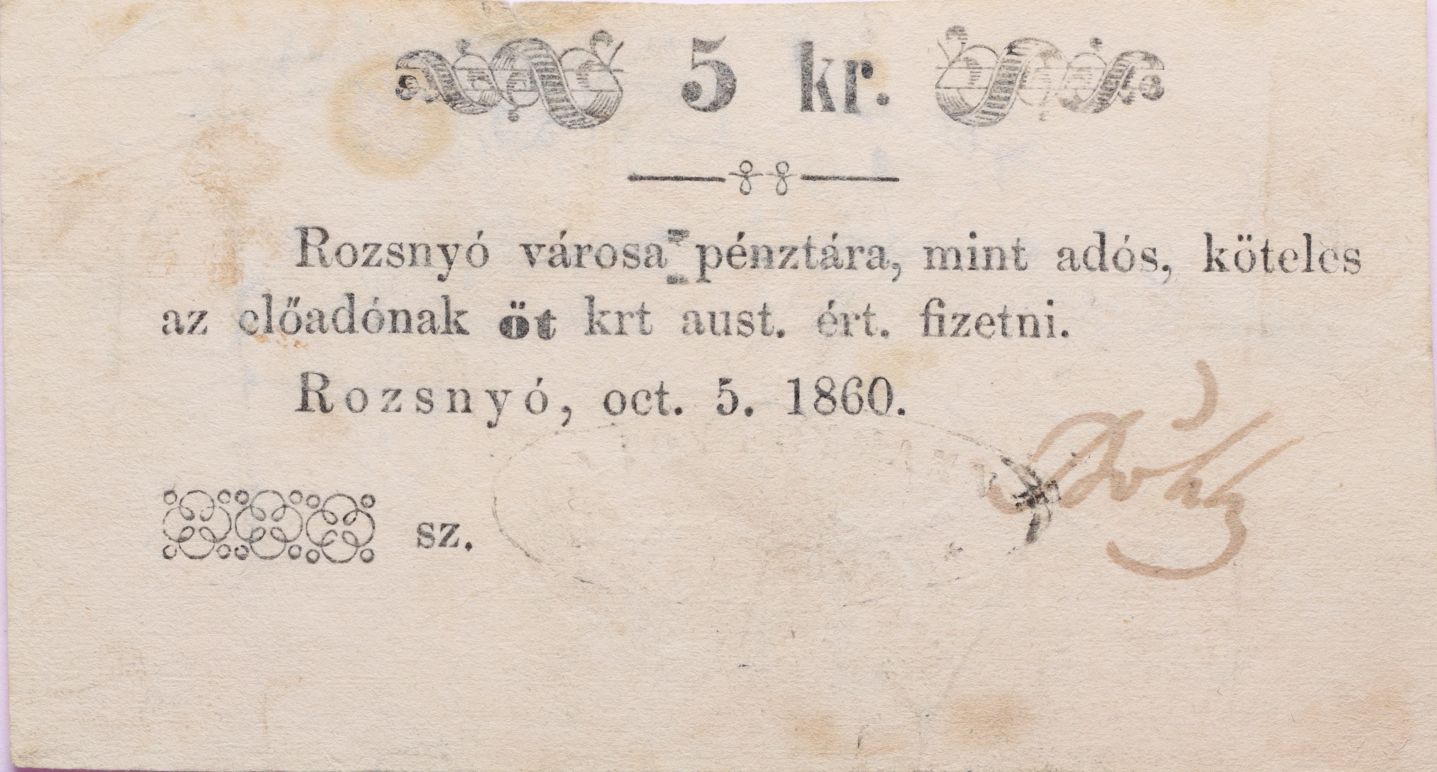 5 kr.
Rozsnyó városa pénztára, mint adós, köteles
az előadónak öt krt aust. ért. fizetni.
Rozsnyó, oct. 5. 1860.
sz.